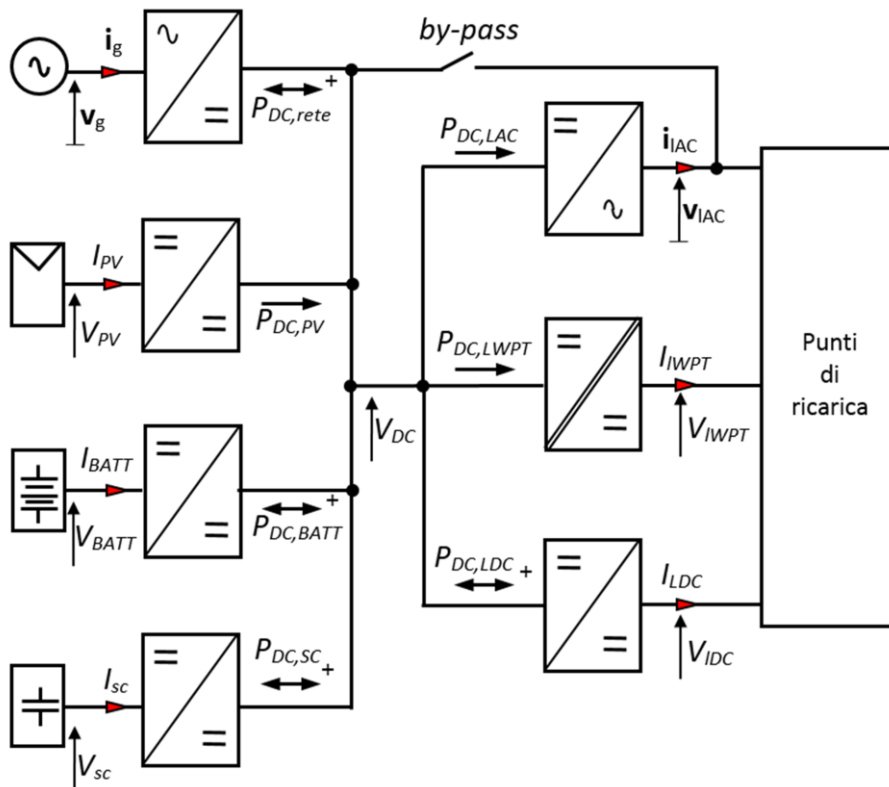 i_g
by-pass
P_DC,rete
+
v_g
P_DC,LAC
i_lAC
v_lAC
I_PV
V_PV
P_DC,PV
P_DC,LWPT
I_lWPT
V_lWPT
Punti
di
ricarica
V_DC
I_BATT
V_BATT
P_DC,BATT
+
P_DC,LDC
+
I_LDC
V_lDC
I_sc
V_sc
P_DC,SC
+